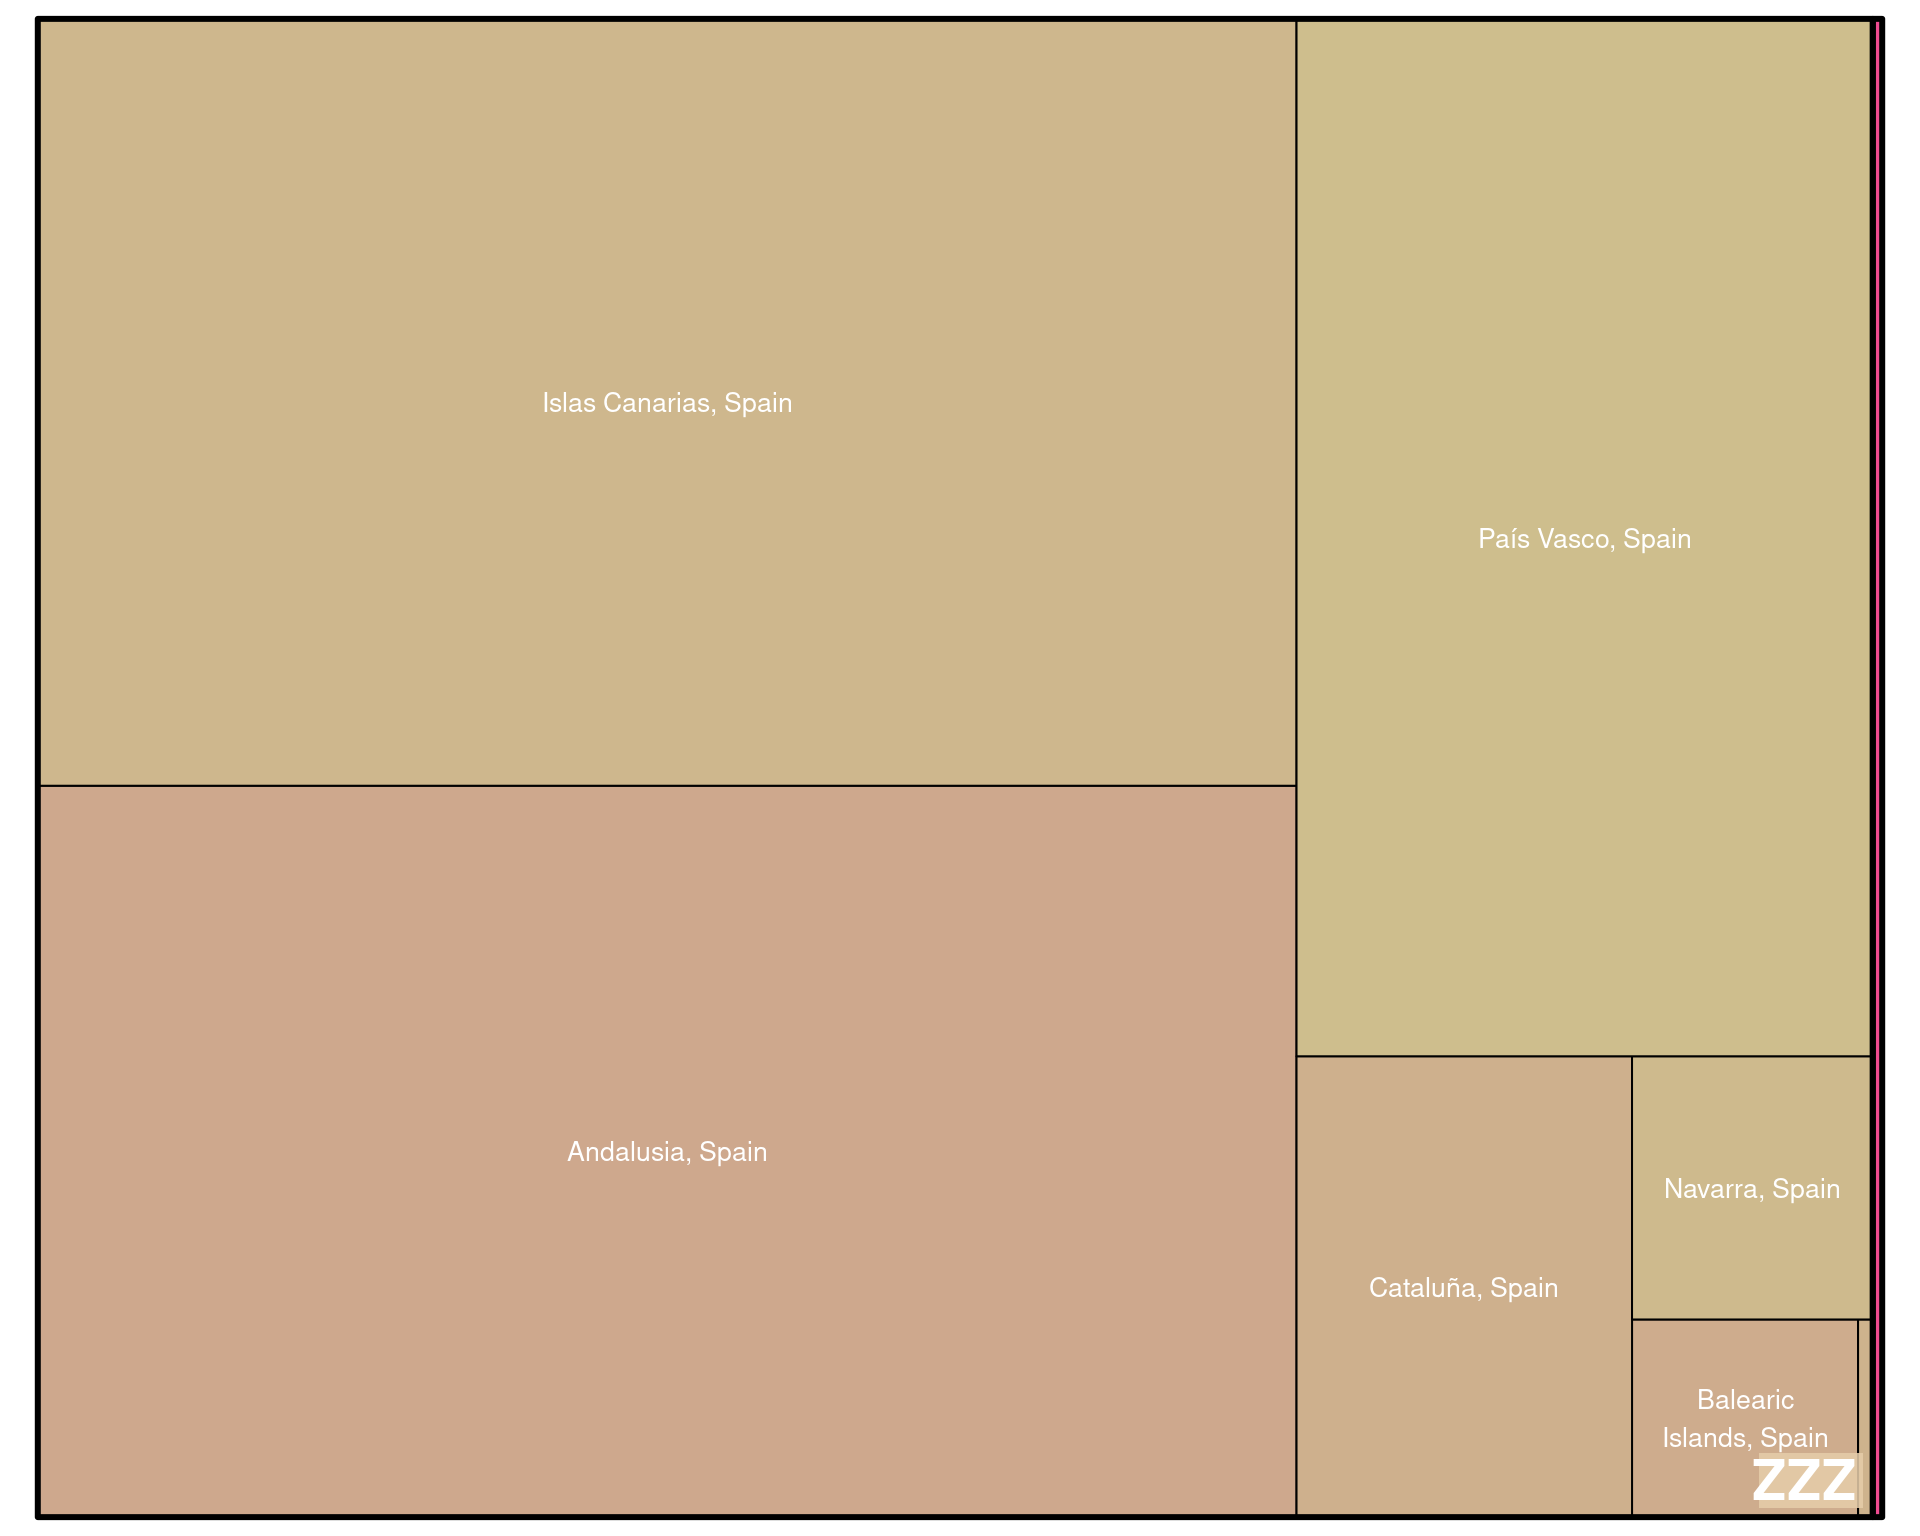 Islas Canarias, Spain
País Vasco, Spain
Andalusia, Spain
Navarra, Spain
Cataluña, Spain
Balearic
Islands, Spain
ZZZ